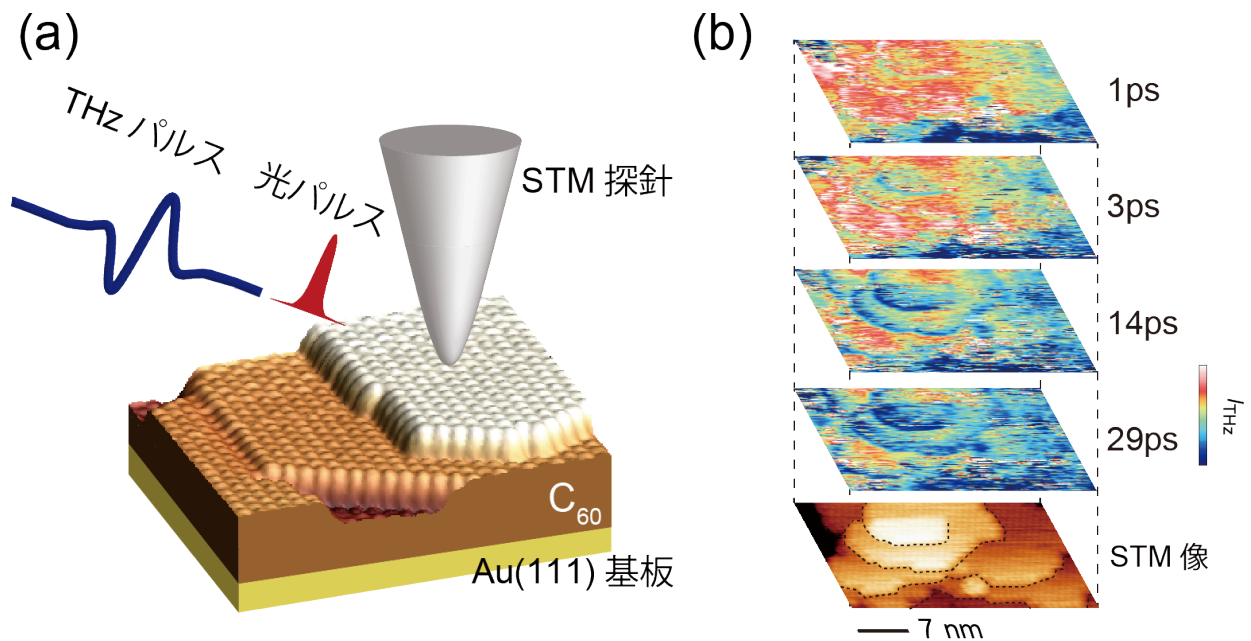 (a)
THz パルス
光パルス
STM 探針
C60
Au(111) 基板
(b)
1ps
3ps
14ps
29ps
ITHz
STM 像
7 nm